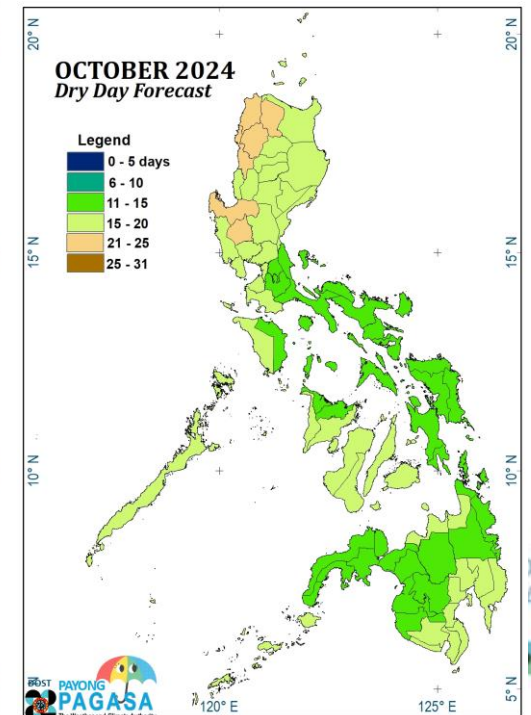 OCTOBER 2024
Dry Day Forecast
Legend
0 - 5 days
6 - 10
11 - 15
15 - 20
21 - 25
25 - 31
20° N
20° N
15° N
15° N
10° N
10° N
5° N
120° E
125° E
PAYONG
PAGASA